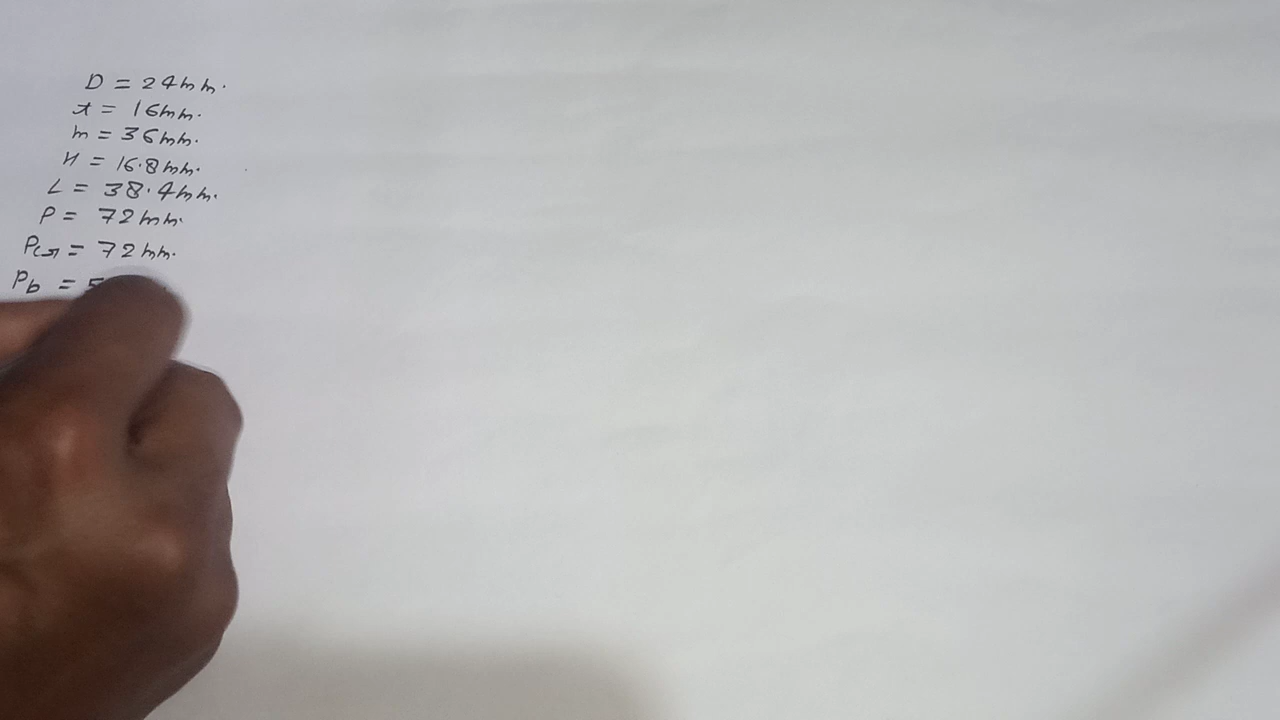 D = 24mm.
t = 16mm.
m = 36mm.
H = 16.8mm.
L = 38.4mm.
P = 72mm.
Pcr = 72mm.
Pb =